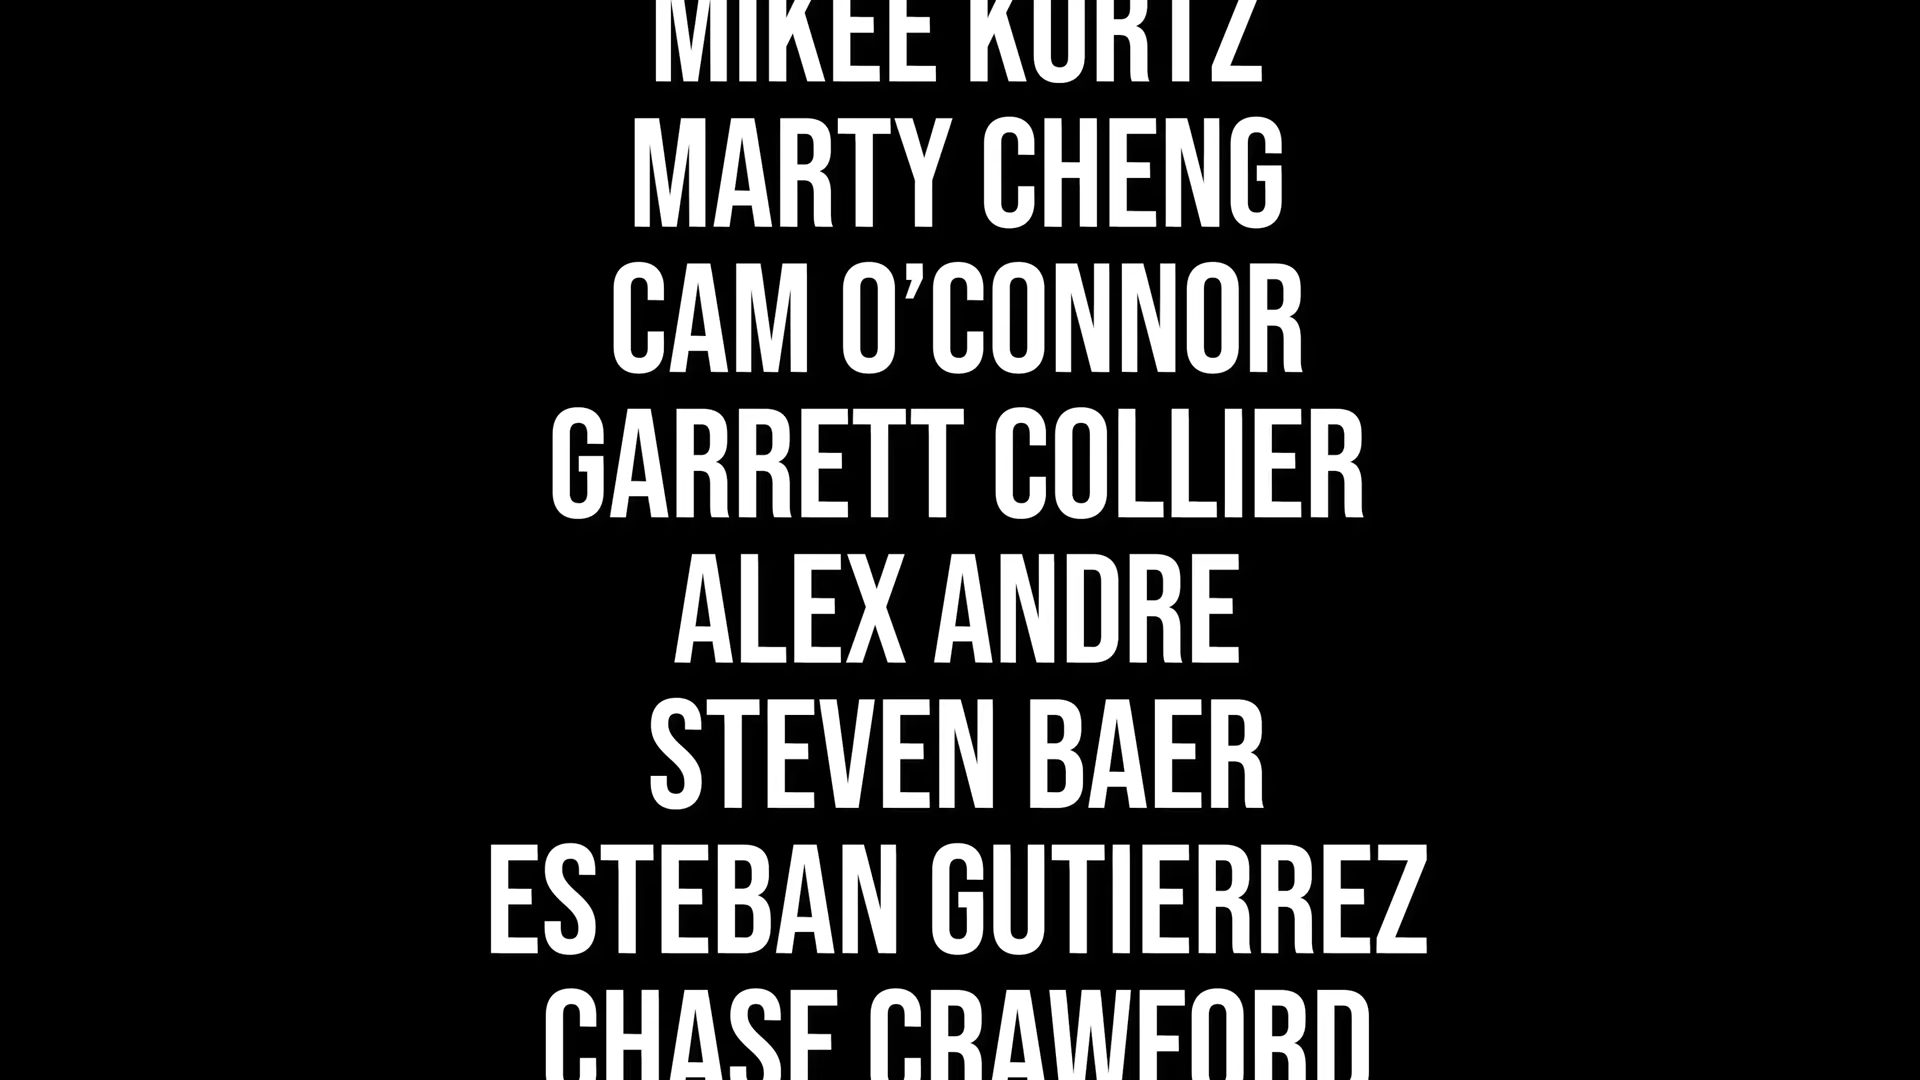 MIKEE KURTZ
MARTY CHENG
CAM O’CONNOR
GARRETT COLLIER
ALEX ANDRE
STEVEN BAER
ESTEBAN GUTIERREZ
CHASE CRAWFORD